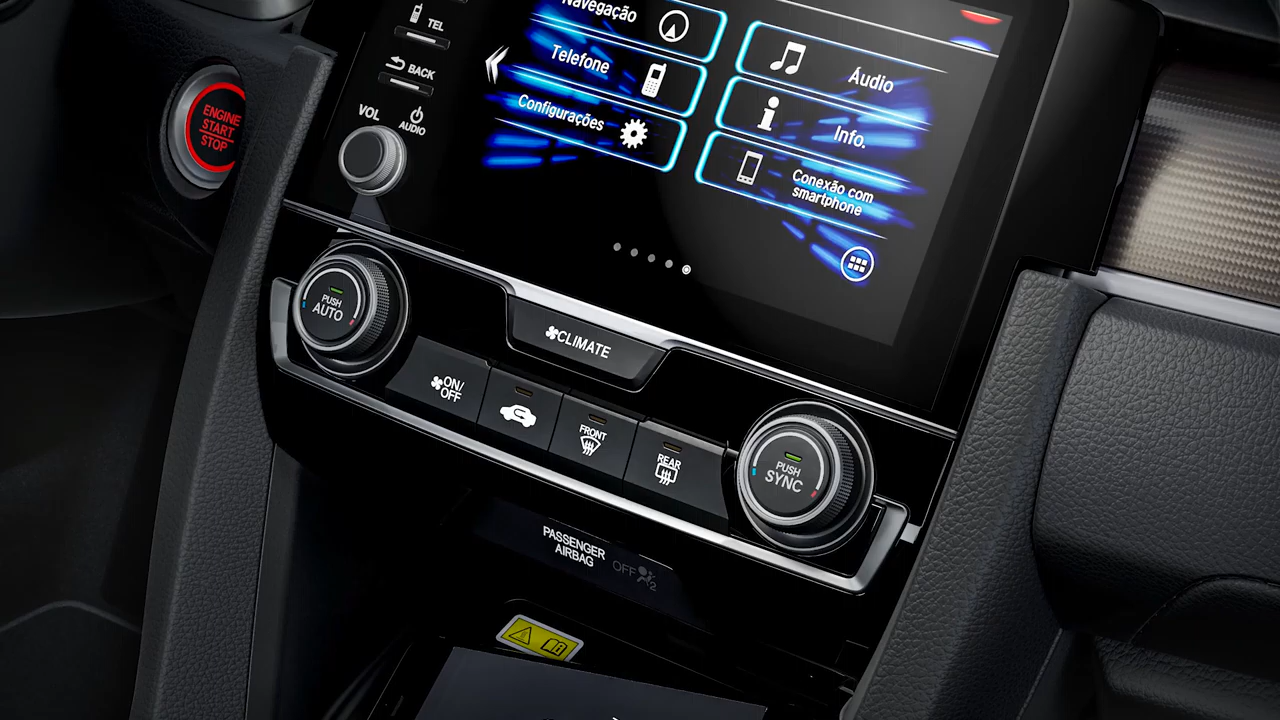 TEL
BACK
VOL
AUDIO
ENGINE
START
STOP
Navegação
Telefone
Configurações
Áudio
Info.
Conexão com
smartphone
PUSH
AUTO
CLIMATE
ON/
OFF
FRONT
REAR
PUSH
SYNC
PASSENGER
AIRBAG
OFF
2